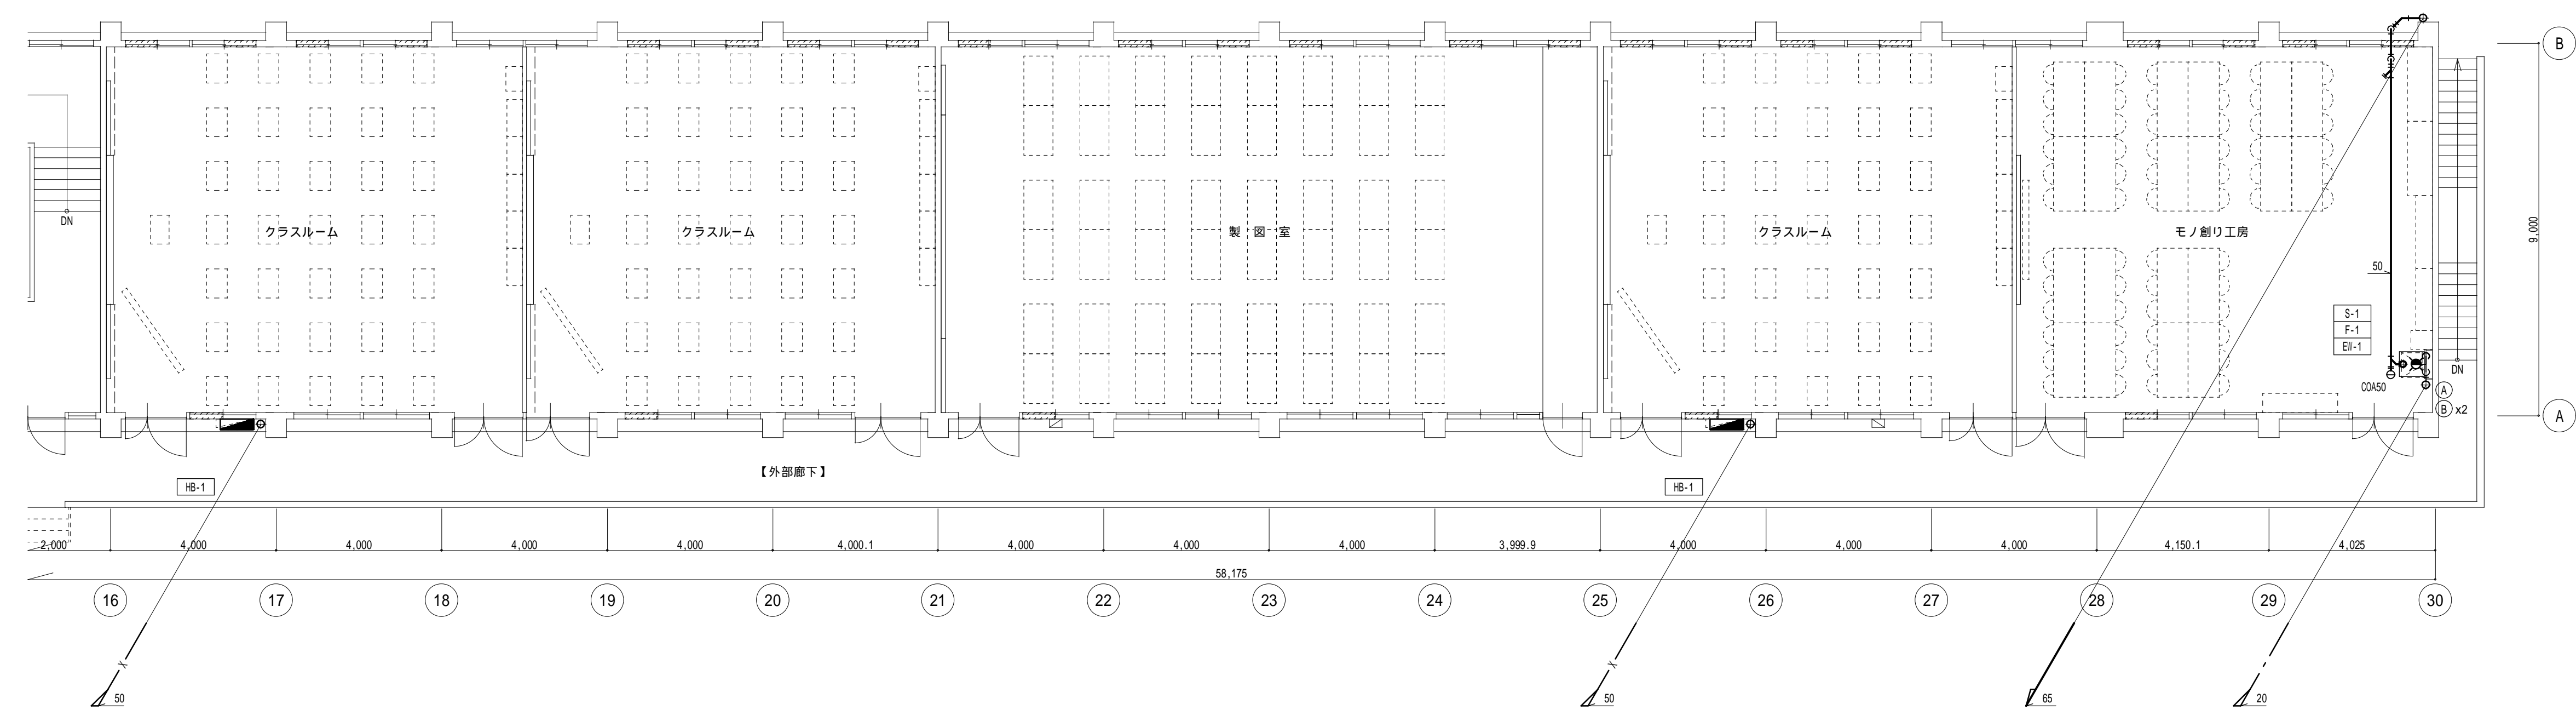 B
DN
クラスルーム
クラスルーム
製 図 室
クラスルーム
モノ創り工房
9,000
50
S-1
F-1
EW-1
DN
COA50
A
B x2
A
【外部廊下】
HB-1
HB-1
2,000
4,000
4,000
4,000
4,000
4,000.1
4,000
4,000
4,000
3,999.9
4,000
4,000
4,000
4,150.1
4,025
58,175
16
17
18
19
20
21
22
23
24
25
26
27
28
29
30
X
X
50
50
65
20